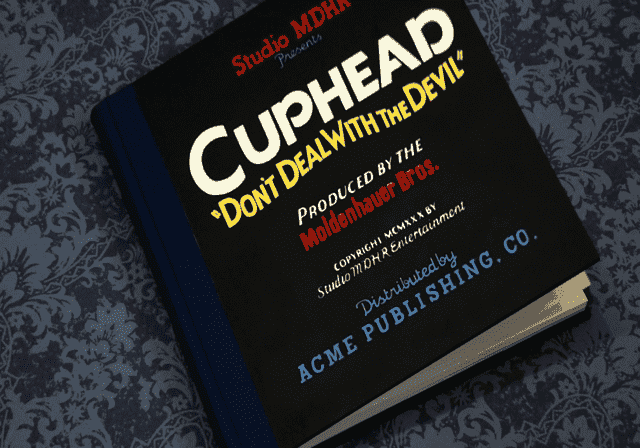 Studio MDHR
Presents
CUPHEAD
"DON'T DEAL WITH THE DEVIL"
PRODUCED BY THE
Moldenhauer Bros.
COPYRIGHT MCMXXX BY
Studio MDHR Entertainment
Distributed by
ACME PUBLISHING. CO.